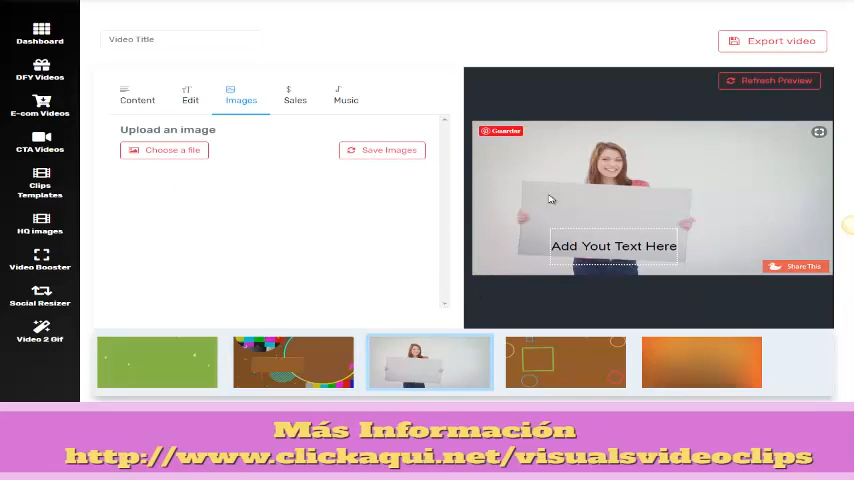 Dashboard
DFY Videos
E-com Videos
CTA Videos
Clips
Templates
HQ images
Video Booster
Social Resizer
Video 2 Gif
Video Title
Export video
Content
Edit
Images
Sales
Music
Upload an image
Choose a file
Save Images
Refresh Preview
Guardar
Add Yout Text Here
Share This
Más Información
http://www.clickaqui.net/visualsvideoclips